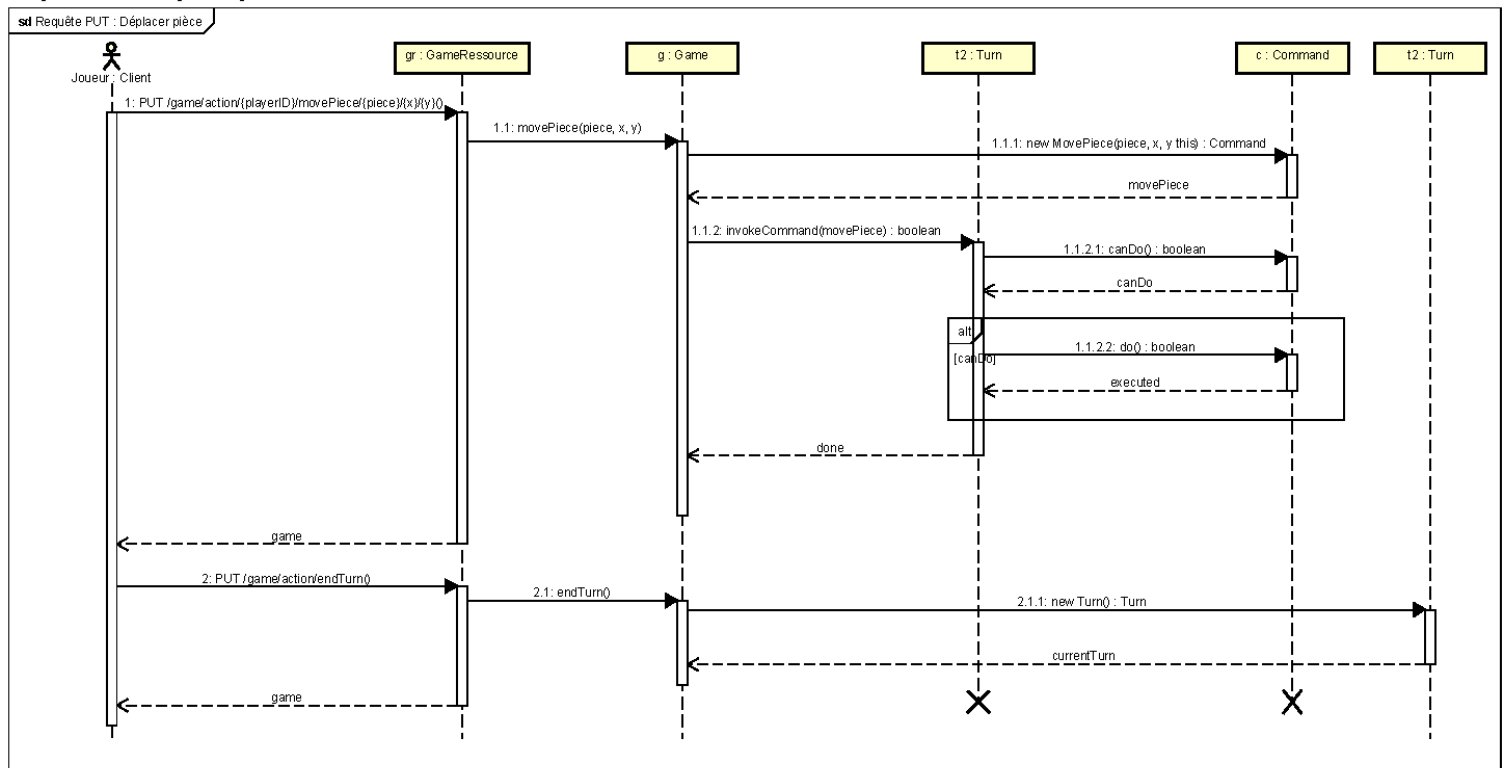 sd Requête PUT : Déplacer pièce
Joueur : Client
gr : GameRessource
g : Game
t2 : Turn
c : Command
t2 : Turn
1: PUT /game/action/{playerID}/movePiece/{piece}/{x}/{y}()
1.1: movePiece(piece, x, y)
1.1.1: new MovePiece(piece, x, y this) : Command
movePiece
1.1.2: invokeCommand(movePiece) : boolean
1.1.2.1: canDo() : boolean
canDo
alt
[canDo]
1.1.2.2: do() : boolean
executed
done
game
2: PUT /game/action/endTurn()
2.1: endTurn()
2.1.1: new Turn() : Turn
currentTurn
game